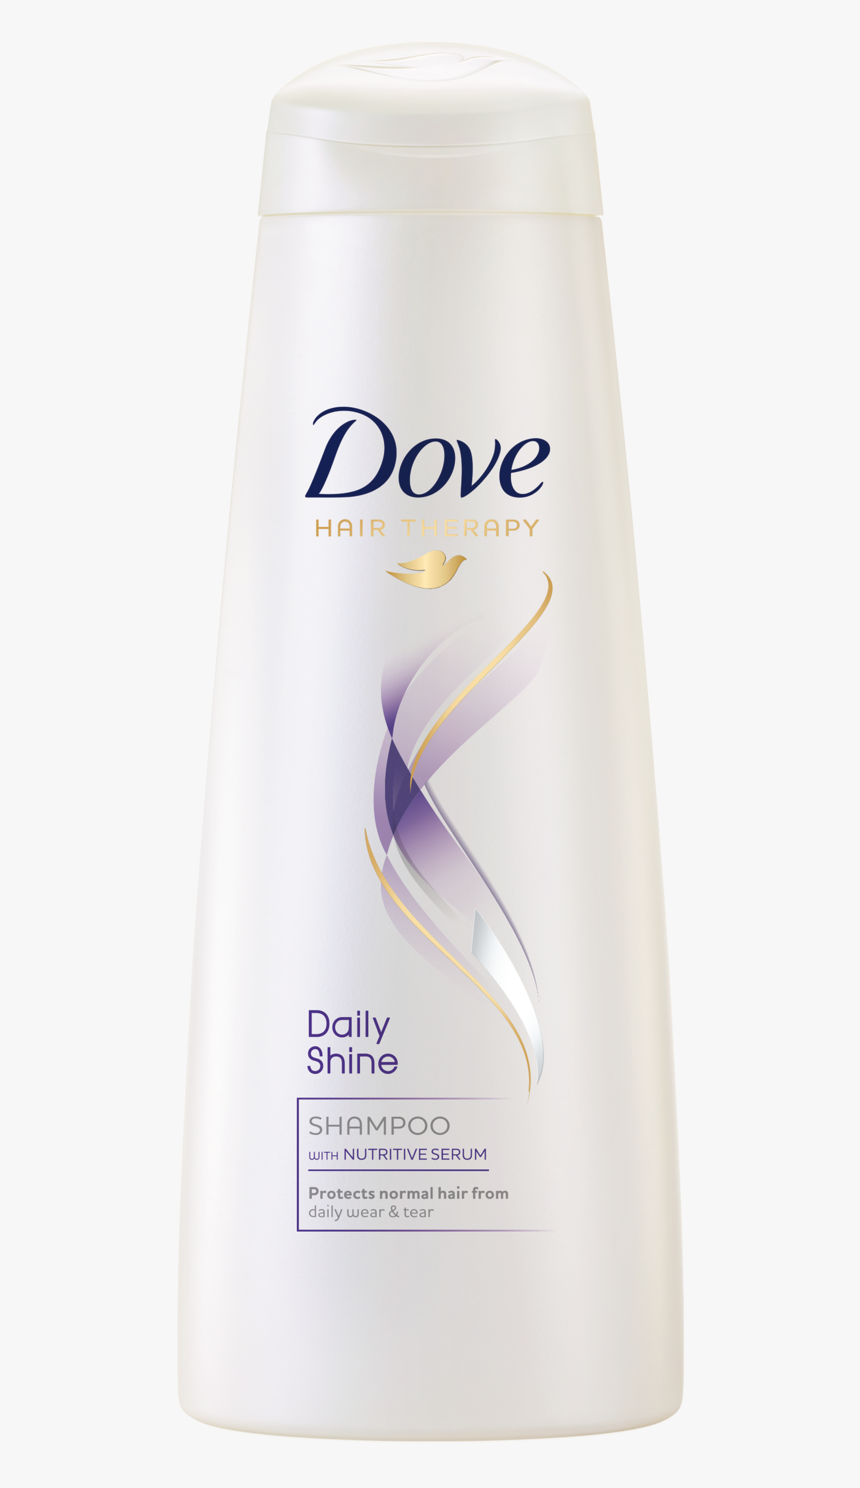 Dove
HAIR THERAPY
Daily
Shine
SHAMPOO
WITH NUTRITIVE SERUM
Protects normal hair from
daily wear & tear